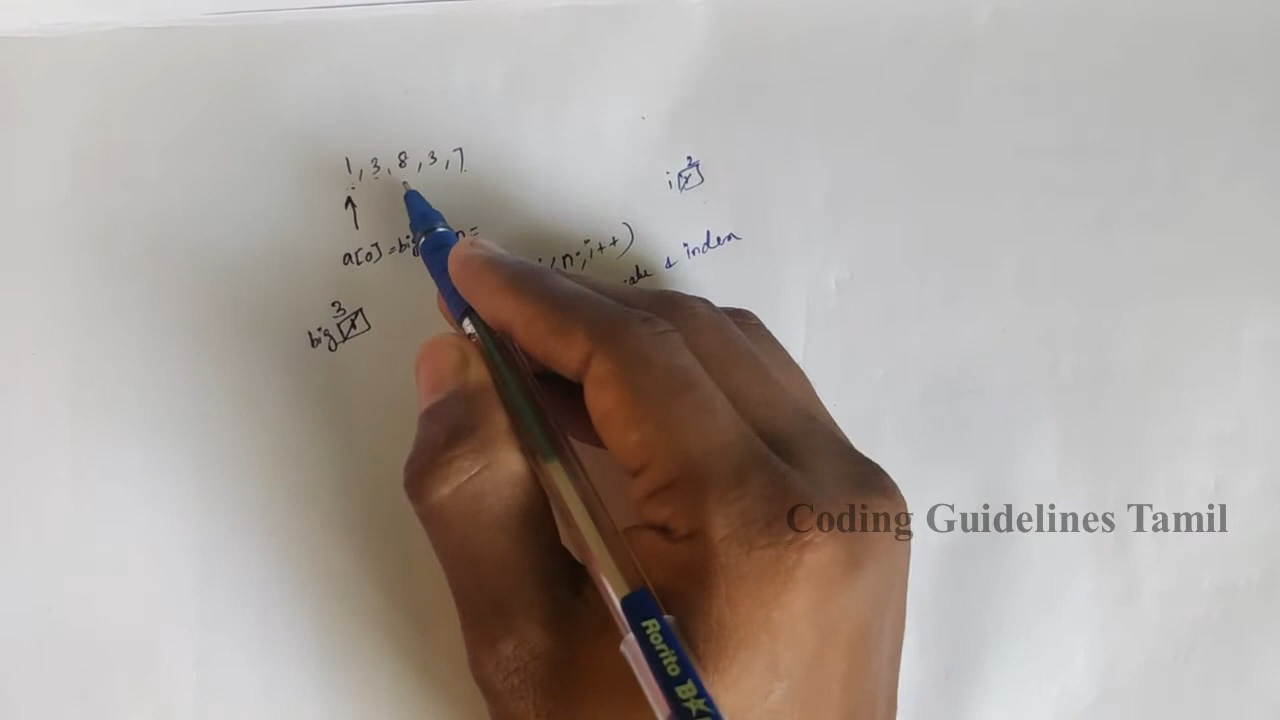 1, 3, 8, 3, 7
i 2
a[0] = big n =
n; i++)
& index
3
big
Coding Guidelines Tamil
Rorito